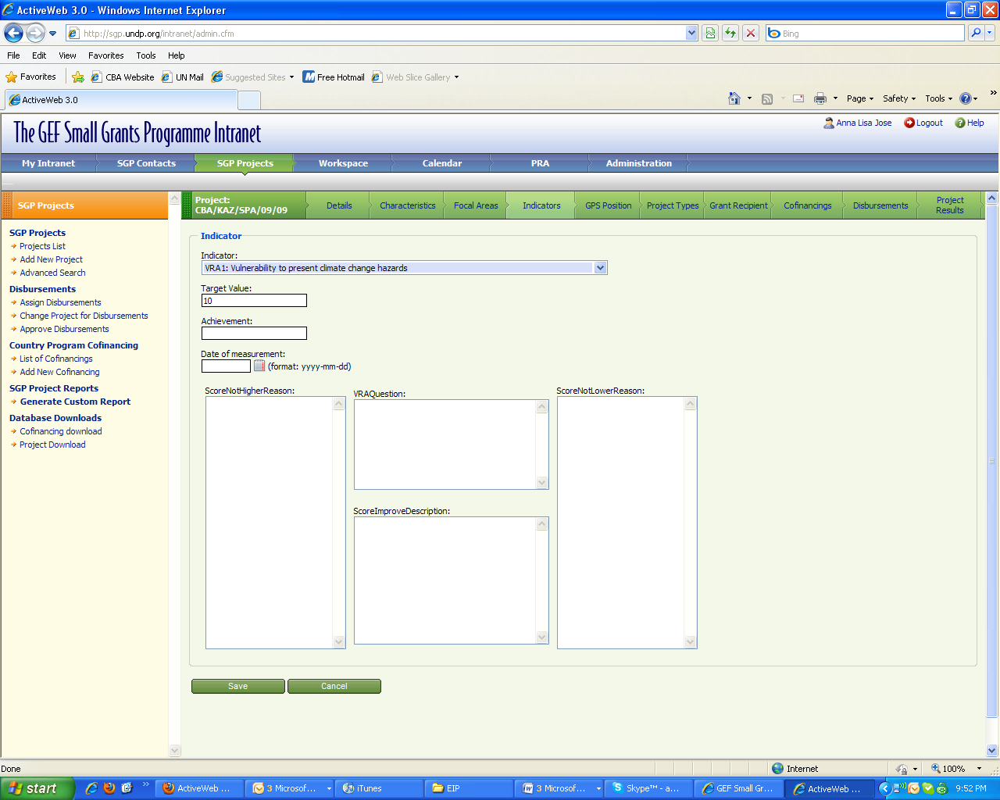 ActiveWeb 3.0 - Windows Internet Explorer
http://sgp.undp.org/intranet/admin.cfm
Bing
File Edit View Favorites Tools Help
Favorites CBA Website UN Mail Suggested Sites Free Hotmail Web Slice Gallery
ActiveWeb 3.0
Page Safety Tools
The GEF Small Grants Programme Intranet
Anna Lisa Jose Logout Help
My Intranet SGP Contacts SGP Projects Workspace Calendar PRA Administration
SGP Projects
Project:
CBA/KAZ/SPA/09/09
Details Characteristics Focal Areas Indicators GPS Position Project Types Grant Recipient Cofinancings Disbursements Project Results
SGP Projects
Projects List
Add New Project
Advanced Search
Disbursements
Assign Disbursements
Change Project for Disbursements
Approve Disbursements
Country Program Cofinancing
List of Cofinancings
Add New Cofinancing
SGP Project Reports
Generate Custom Report
Database Downloads
Cofinancing download
Project Download
Indicator
Indicator:
VRA1: Vulnerability to present climate change hazards
Target Value:
10
Achievement:
Date of measurement:
(format: yyyy-mm-dd)
ScoreNotHigherReason:
VRAQuestion:
ScoreNotLowerReason:
ScoreImproveDescription:
Save Cancel
Done
Internet
100%
start
ActiveWeb ...
3 Microsof...
iTunes
EIP
3 Microsof...
Skype™ - a...
GEF Small Gr...
ActiveWeb ...
9:52 PM